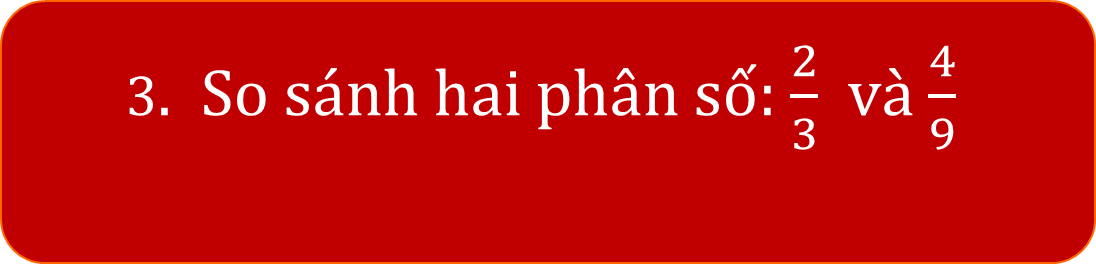 3. So sánh hai phân số: 2/3 và 4/9